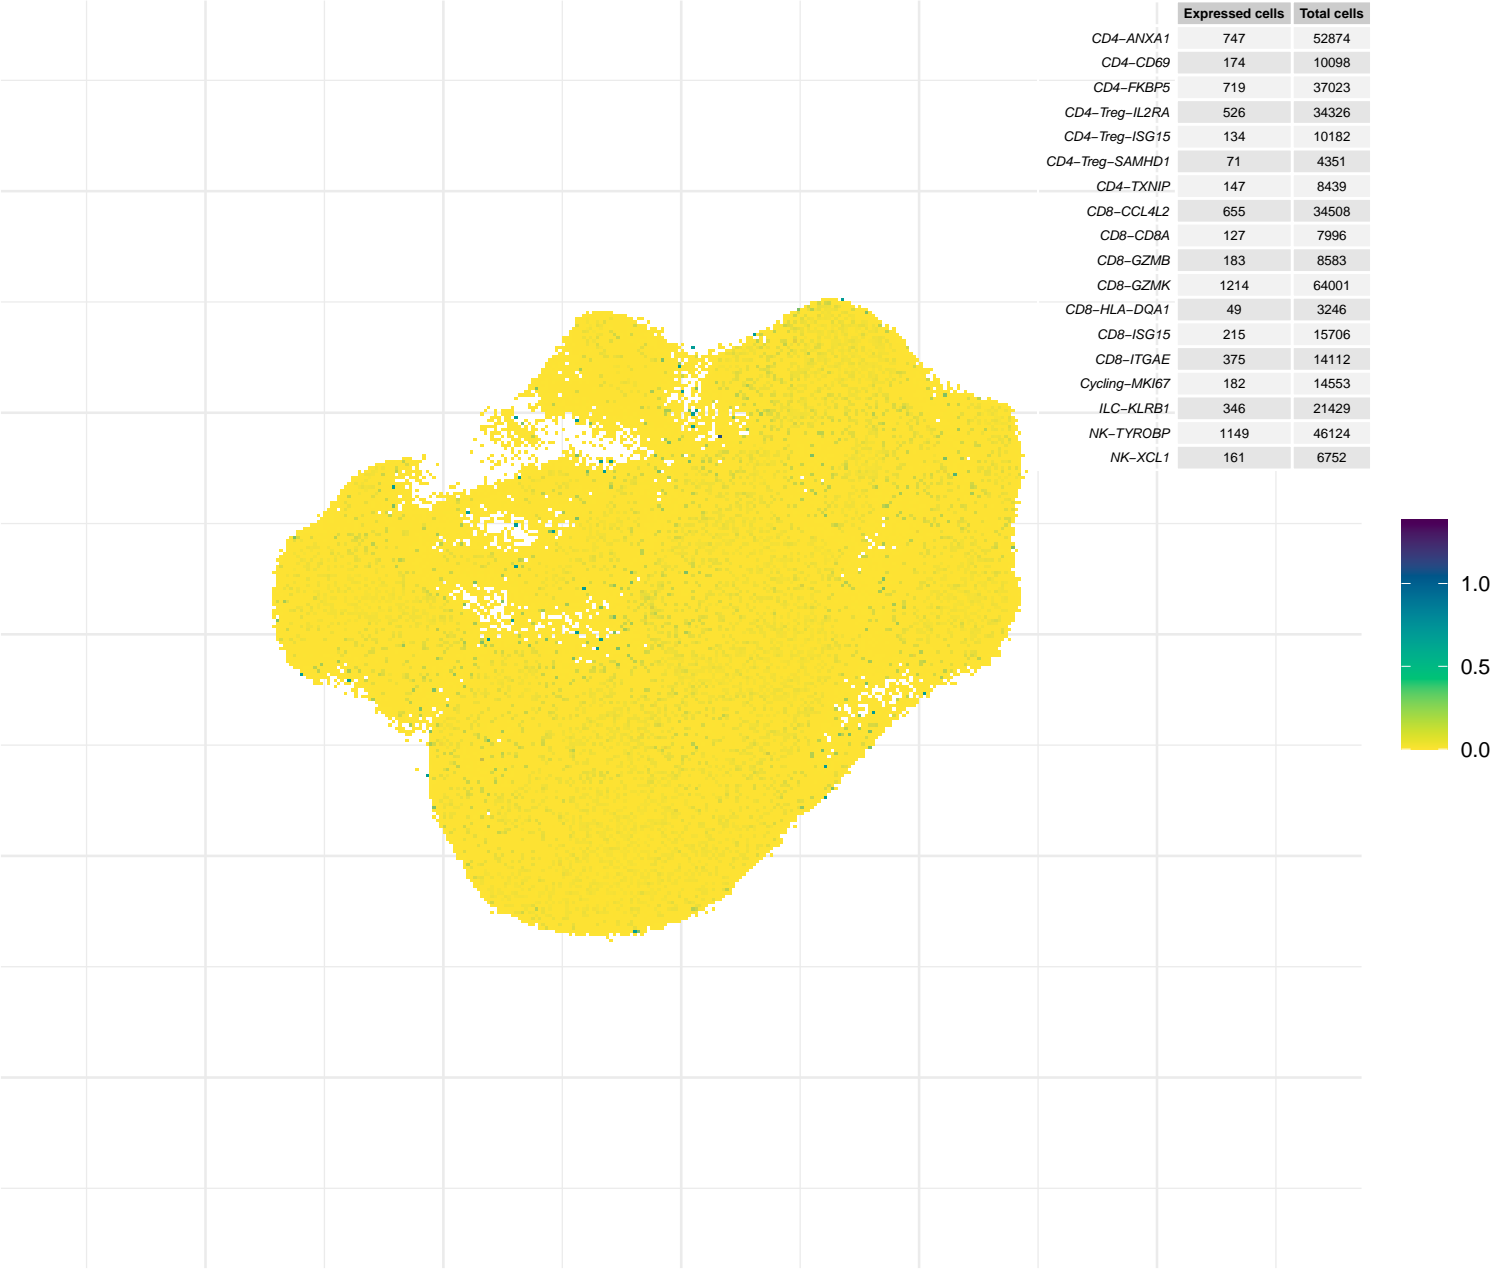 Expressed cells Total cells
CD4−ANXA1 747 52874
CD4−CD69 174 10098
CD4−FKBP5 719 37023
CD4−Treg−IL2RA 526 34326
CD4−Treg−ISG15 134 10182
CD4−Treg−SAMHD1 71 4351
CD4−TXNIP 147 8439
CD8−CCL4L2 655 34508
CD8−CD8A 127 7996
CD8−GZMB 183 8583
CD8−GZMK 1214 64001
CD8−HLA−DQA1 49 3246
CD8−ISG15 215 15706
CD8−ITGAE 375 14112
Cycling−MKI67 182 14553
ILC−KLRB1 346 21429
NK−TYROBP 1149 46124
NK−XCL1 161 6752
1.0
0.5
0.0